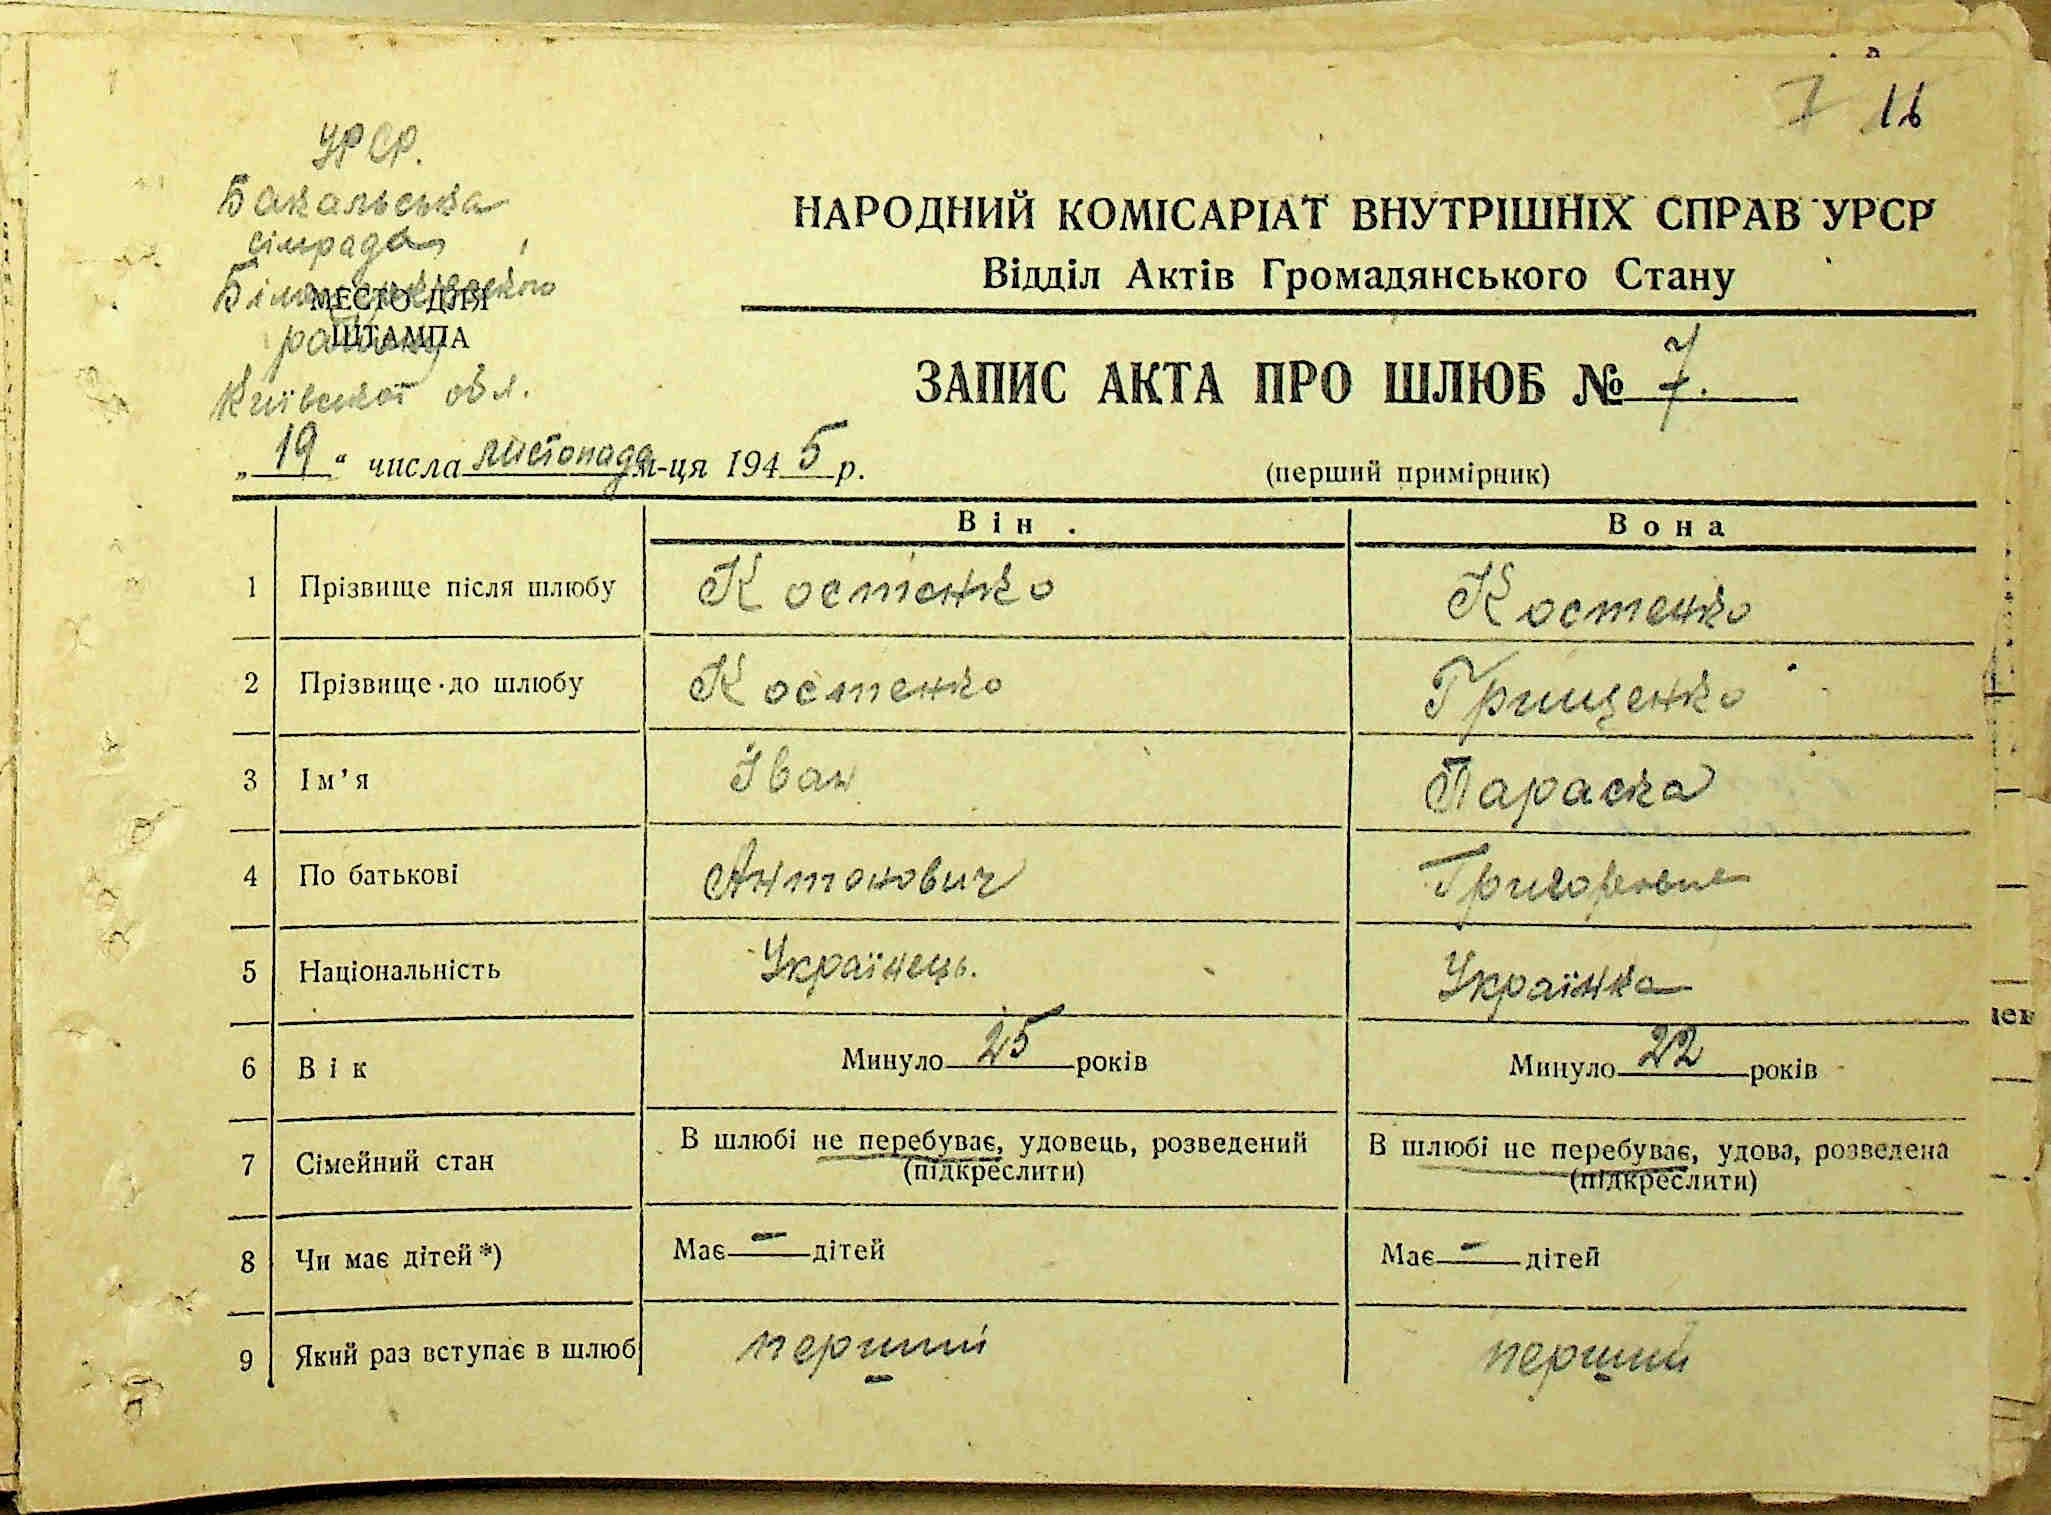 7 16
УРСР.
Бакальська
сільрада
МЕСТО ДЛЯ
району
ШТАМПА
Київської обл.
НАРОДНИЙ КОМІСАРІАТ ВНУТРІШНІХ СПРАВ УРСР
Відділ Актів Громадянського Стану
ЗАПИС АКТА ПРО ШЛЮБ № 7.
„19“ числа листопада м-ця 1945 р.
(перший примірник)
Він Вона
1 Прізвище після шлюбу Костенко Костенко
2 Прізвище до шлюбу Костенко Грищенко
3 Ім’я Іван Параска
4 По батькові Антонович
5 Національність Українець. Українка
6 Вік Минуло 25 років Минуло 22 років
7 Сімейний стан В шлюбі не перебуває, удовець, розведений В шлюбі не перебуває, удова, розведена
(підкреслити) (підкреслити)
8 Чи має дітей*) Має — дітей Має — дітей
9 Який раз вступає в шлюб перший перший